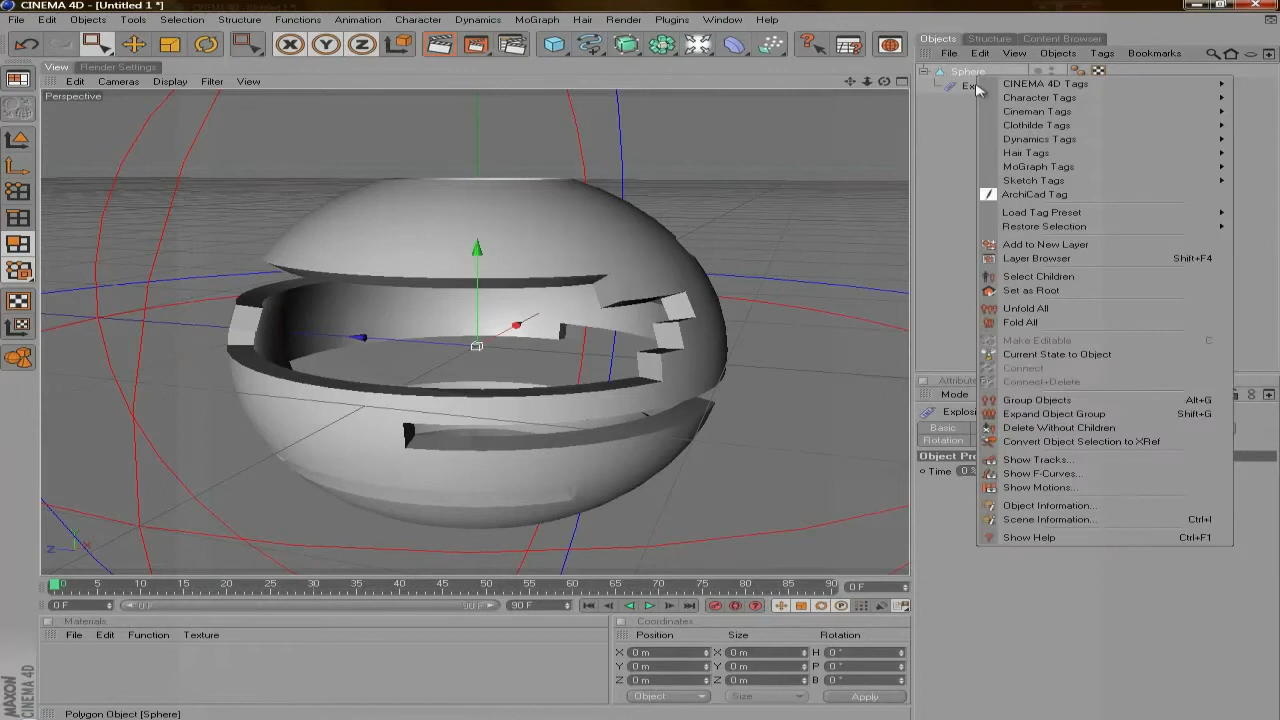 CINEMA 4D - [Untitled 1 *]
File Edit Objects Tools Selection Structure Functions Animation Character Dynamics MoGraph Hair Render Plugins Window Help
Objects Structure Content Browser
File Edit View Objects Tags Bookmarks
View Render Settings
Edit Cameras Display Filter View
Perspective
Sphere
Ex
CINEMA 4D Tags
Character Tags
Cineman Tags
Clothilde Tags
Dynamics Tags
Hair Tags
MoGraph Tags
Sketch Tags
ArchiCad Tag
Load Tag Preset
Restore Selection
Add to New Layer
Layer Browser Shift+F4
Select Children
Set as Root
Unfold All
Fold All
Make Editable C
Current State to Object
Connect
Connect+Delete
Group Objects Alt+G
Expand Object Group Shift+G
Delete Without Children
Convert Object Selection to XRef
Show Tracks...
Show F-Curves...
Show Motions...
Object Information...
Scene Information... Ctrl+I
Show Help Ctrl+F1
Attribute
Mode
Explosi
Basic
Rotation
Object Pro
Time 0 %
X Y Z
0 5 10 15 20 25 30 35 40 45 50 55 60 65 70 75 80 85 90 0 F
0 F 0 F 90 F 90 F
Materials
File Edit Function Texture
Coordinates
Position Size Rotation
X 0 m X 0 m H 0 °
Y 0 m Y 0 m P 0 °
Z 0 m Z 0 m B 0 °
Object Size Apply
MAXON
CINEMA 4D
Polygon Object [Sphere]